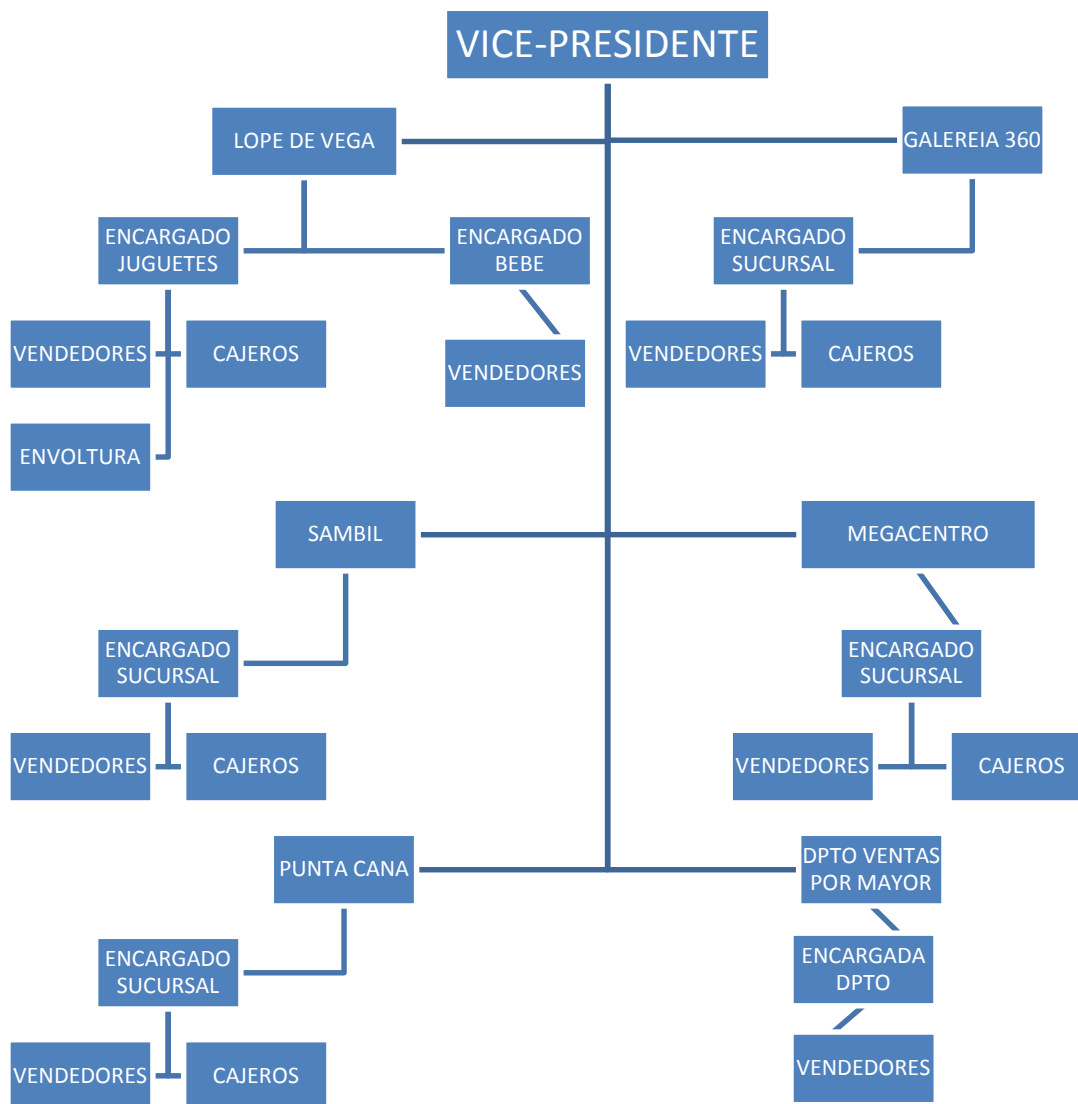 VICE-PRESIDENTE
LOPE DE VEGA
GALEREIA 360
ENCARGADO
JUGUETES
ENCARGADO
BEBE
ENCARGADO
SUCURSAL
VENDEDORES
CAJEROS
VENDEDORES
VENDEDORES
CAJEROS
ENVOLTURA
SAMBIL
MEGACENTRO
ENCARGADO
SUCURSAL
ENCARGADO
SUCURSAL
VENDEDORES
CAJEROS
VENDEDORES
CAJEROS
PUNTA CANA
DPTO VENTAS
POR MAYOR
ENCARGADO
SUCURSAL
ENCARGADA
DPTO
VENDEDORES
CAJEROS
VENDEDORES